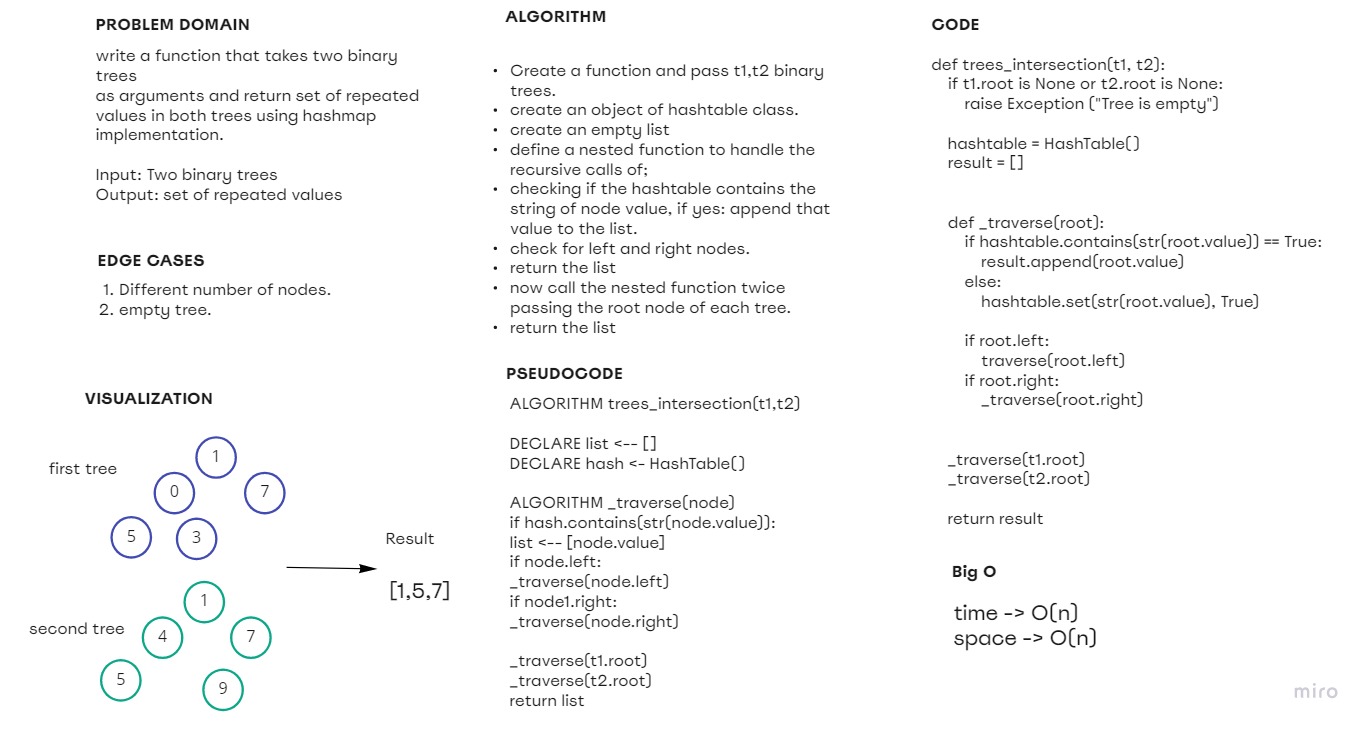 PROBLEM DOMAIN
write a function that takes two binary
trees
as arguments and return set of repeated
values in both trees using hashmap
implementation.
Input: Two binary trees
Output: set of repeated values
EDGE CASES
1. Different number of nodes.
2. empty tree.
VISUALIZATION
first tree
1
0
7
5
3
second tree
1
4
7
5
9
Result
[1,5,7]
ALGORITHM
• Create a function and pass t1,t2 binary
trees.
• create an object of hashtable class.
• create an empty list
• define a nested function to handle the
recursive calls of;
• checking if the hashtable contains the
string of node value, if yes: append that
value to the list.
• check for left and right nodes.
• return the list
• now call the nested function twice
passing the root node of each tree.
• return the list
PSEUDOCODE
ALGORITHM trees_intersection(t1,t2)
DECLARE list <-- []
DECLARE hash <- HashTable()
ALGORITHM _traverse(node)
if hash.contains(str(node.value)):
list <-- [node.value]
if node.left:
_traverse(node.left)
if node1.right:
_traverse(node.right)
_traverse(t1.root)
_traverse(t2.root)
return list
CODE
def trees_intersection(t1, t2):
if t1.root is None or t2.root is None:
raise Exception ("Tree is empty")
hashtable = HashTable()
result = []
def _traverse(root):
if hashtable.contains(str(root.value)) == True:
result.append(root.value)
else:
hashtable.set(str(root.value), True)
if root.left:
traverse(root.left)
if root.right:
_traverse(root.right)
_traverse(t1.root)
_traverse(t2.root)
return result
Big O
time -> O(n)
space -> O(n)
miro